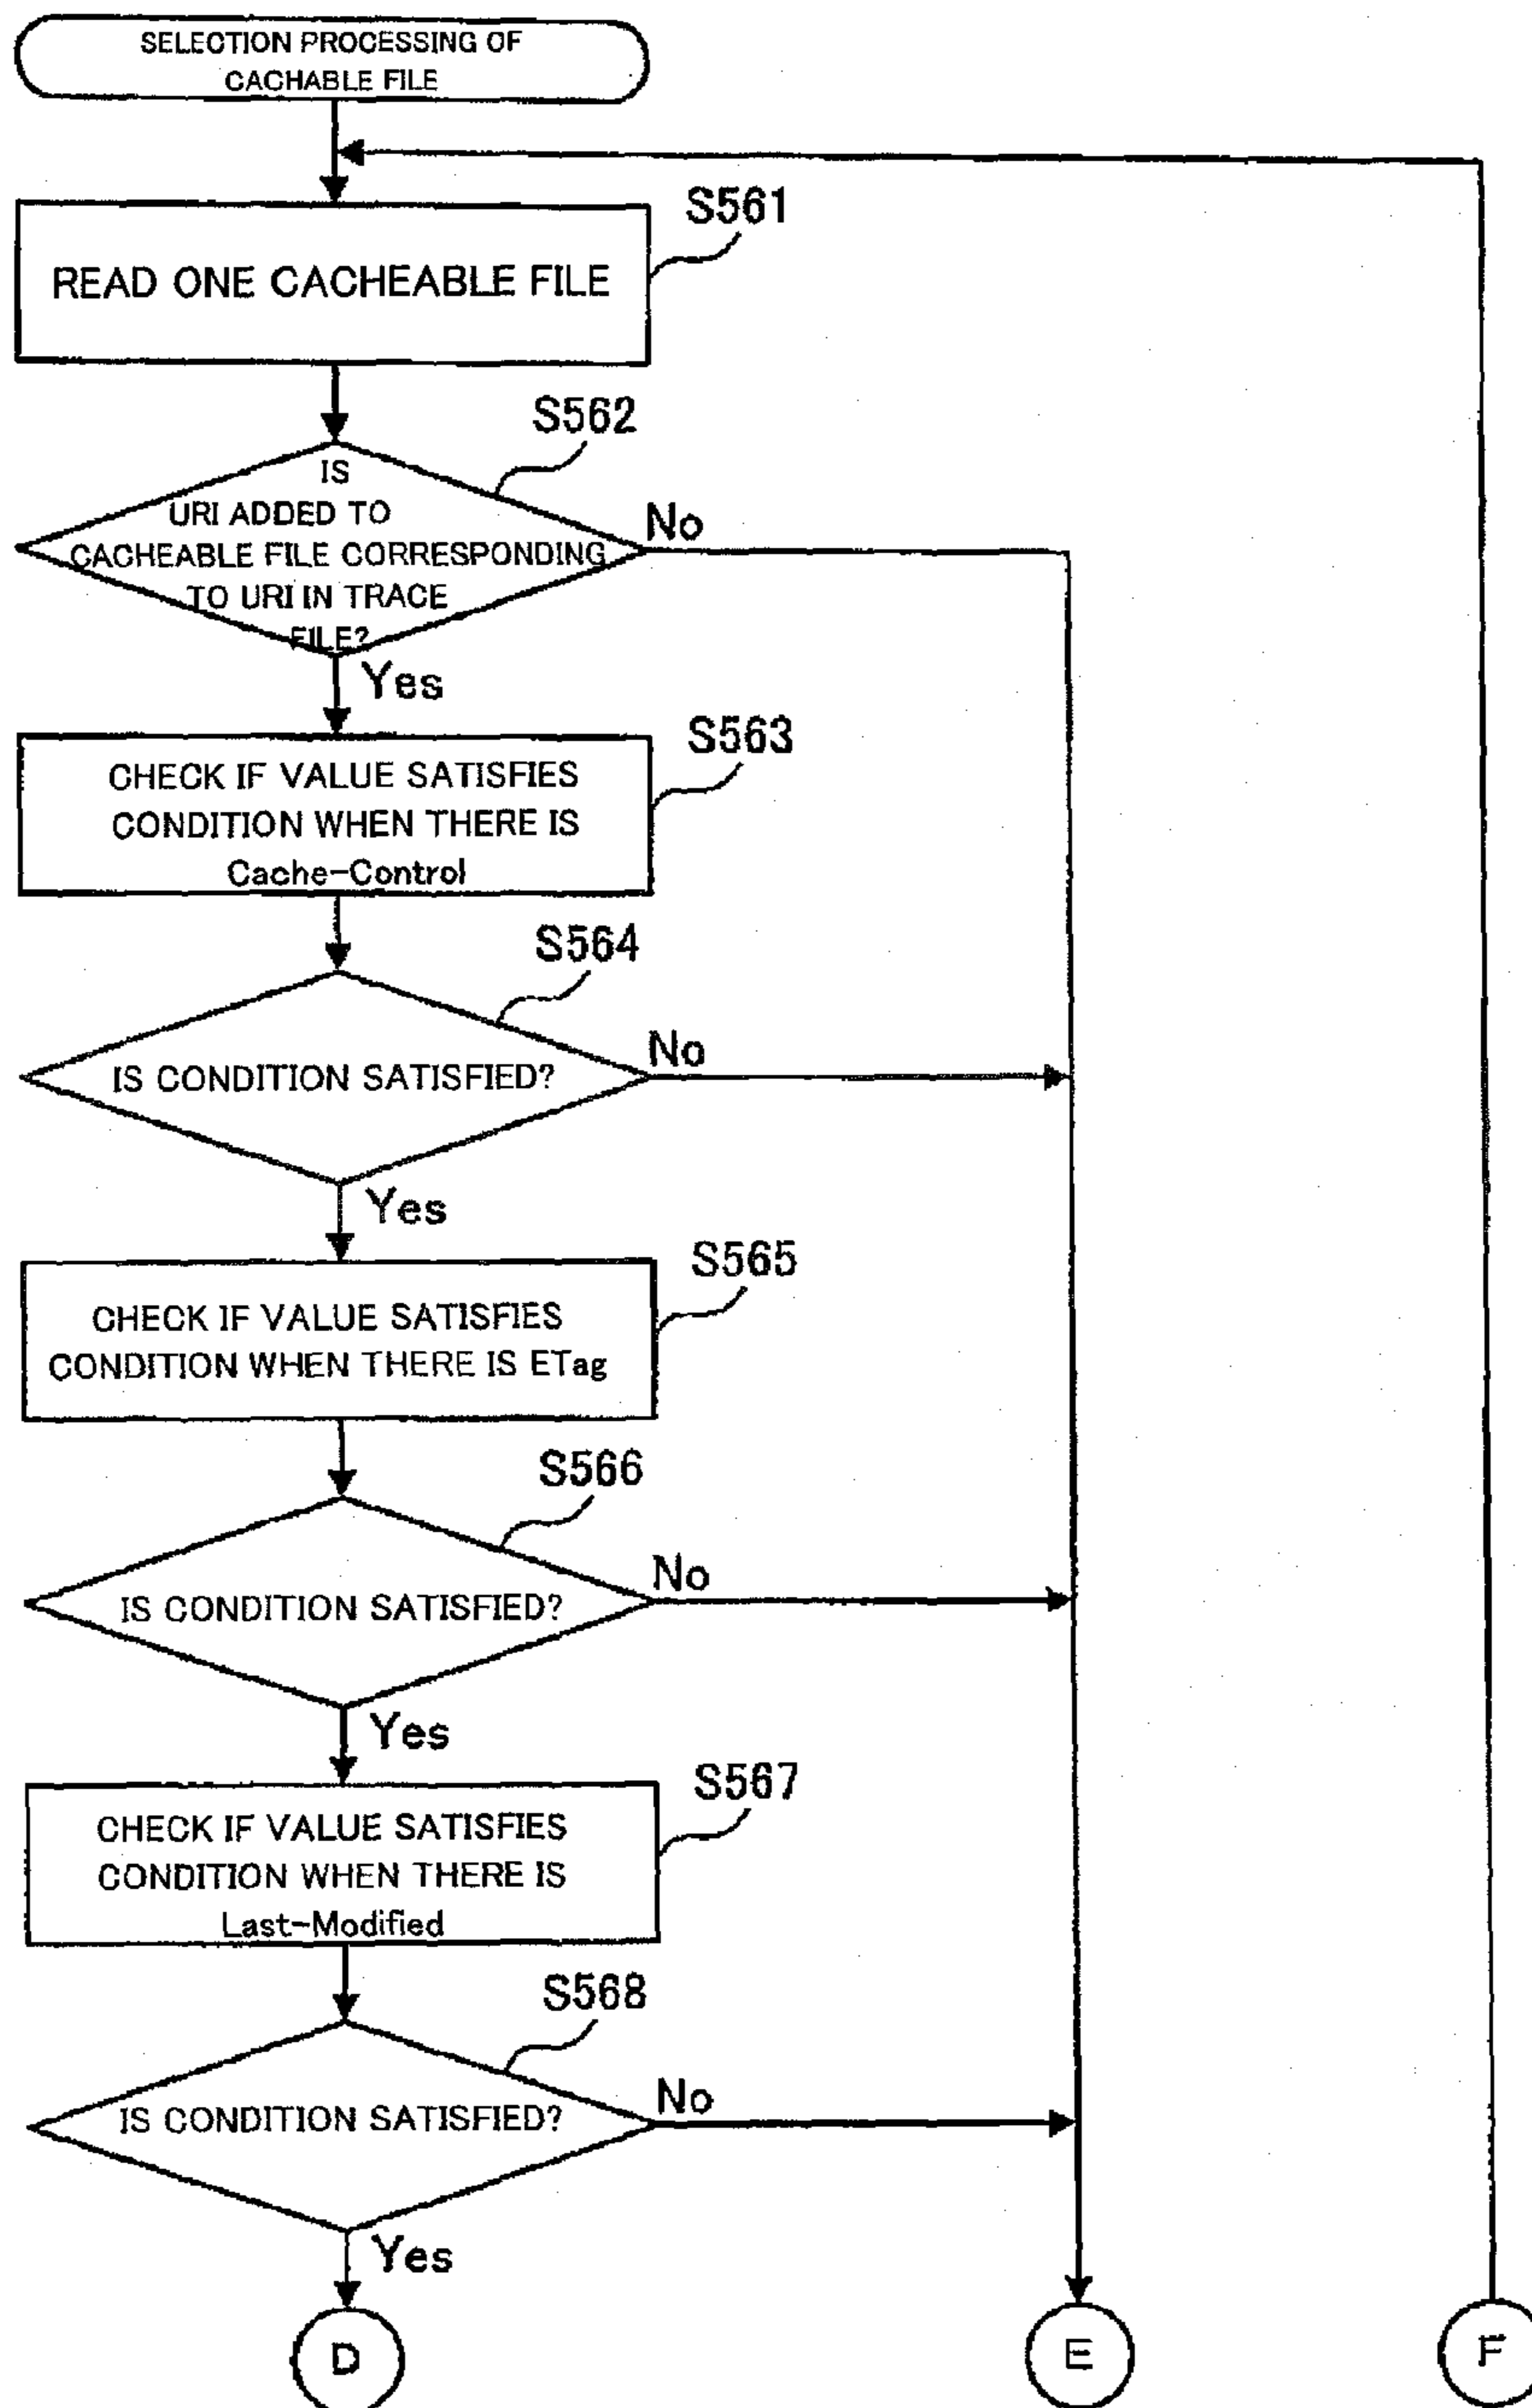 SELECTION PROCESSING OF
CACHABLE FILE
S561
READ ONE CACHEABLE FILE
S562
IS
URI ADDED TO
CACHEABLE FILE CORRESPONDING
TO URI IN TRACE
FILE?
No
Yes
S563
CHECK IF VALUE SATISFIES
CONDITION WHEN THERE IS
Cache-Control
S564
IS CONDITION SATISFIED?
No
Yes
S565
CHECK IF VALUE SATISFIES
CONDITION WHEN THERE IS ETag
S566
IS CONDITION SATISFIED?
No
Yes
S567
CHECK IF VALUE SATISFIES
CONDITION WHEN THERE IS
Last-Modified
S568
IS CONDITION SATISFIED?
No
Yes
D
E
F